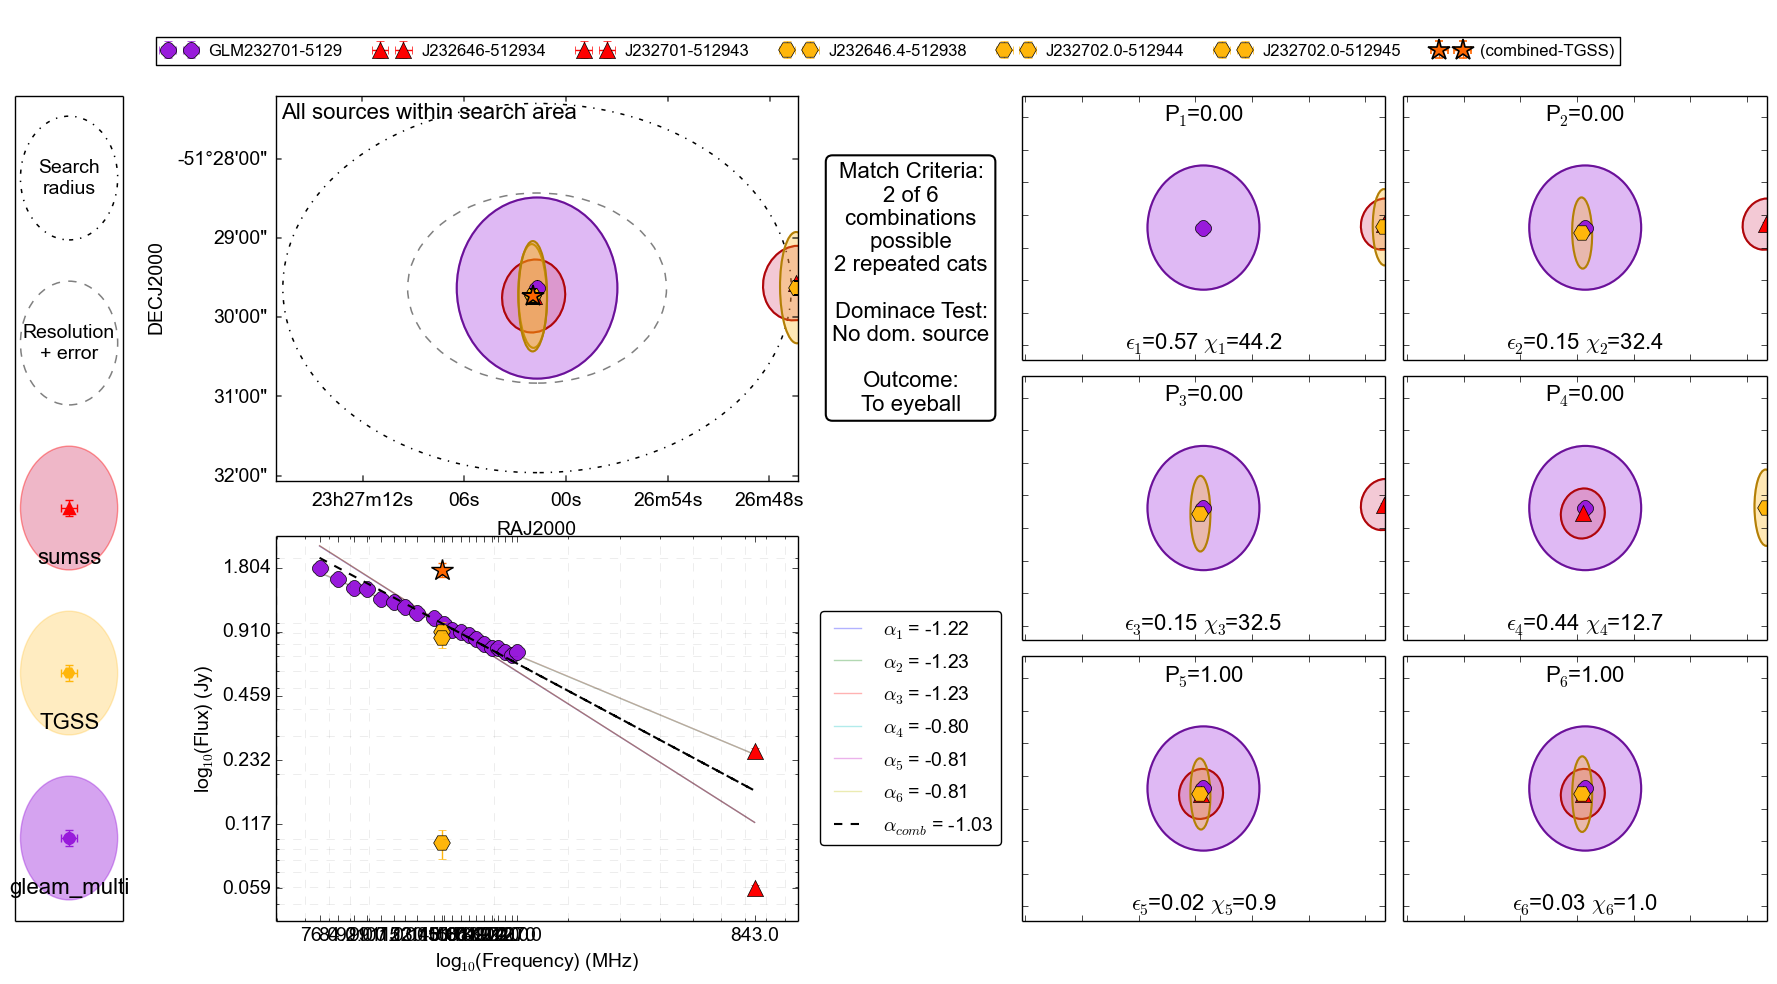 GLM232701-5129
J232646-512934
J232701-512943
J232646.4-512938
J232702.0-512944
J232702.0-512945
(combined-TGSS)
Search
radius
Resolution
+ error
sumss
TGSS
gleam_multi
All sources within search area
DECJ2000
-51°28'00"
29'00"
30'00"
31'00"
32'00"
23h27m12s
06s
00s
26m54s
26m48s
RAJ2000
Match Criteria:
2 of 6
combinations
possible
2 repeated cats
Dominace Test:
No dom. source
Outcome:
To eyeball
log10(Flux) (Jy)
1.804
0.910
0.459
0.232
0.117
0.059
843.0
log10(Frequency) (MHz)
α1 = -1.22
α2 = -1.23
α3 = -1.23
α4 = -0.80
α5 = -0.81
α6 = -0.81
αcomb = -1.03
P1=0.00
ϵ1=0.57 χ1=44.2
P2=0.00
ϵ2=0.15 χ2=32.4
P3=0.00
ϵ3=0.15 χ3=32.5
P4=0.00
ϵ4=0.44 χ4=12.7
P5=1.00
ϵ5=0.02 χ5=0.9
P6=1.00
ϵ6=0.03 χ6=1.0